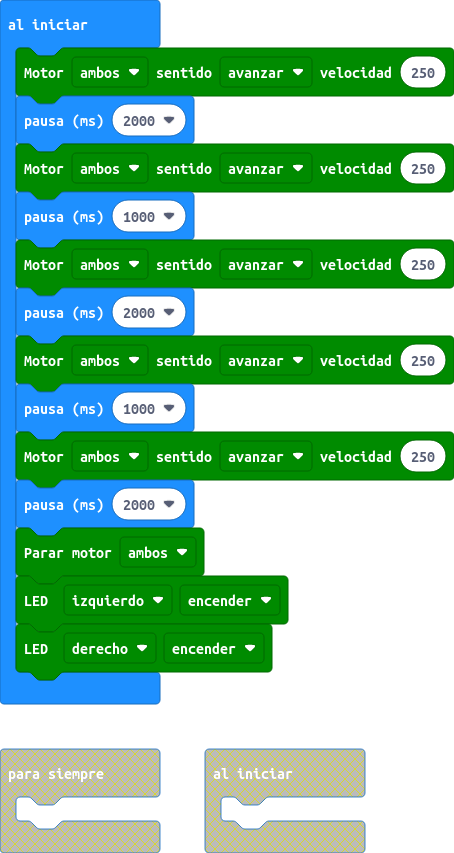 al iniciar
Motor ambos sentido avanzar velocidad 250
pausa (ms) 2000
Motor ambos sentido avanzar velocidad 250
pausa (ms) 1000
Motor ambos sentido avanzar velocidad 250
pausa (ms) 2000
Motor ambos sentido avanzar velocidad 250
pausa (ms) 1000
Motor ambos sentido avanzar velocidad 250
pausa (ms) 2000
Parar motor ambos
LED izquierdo encender
LED derecho encender
para siempre
al iniciar